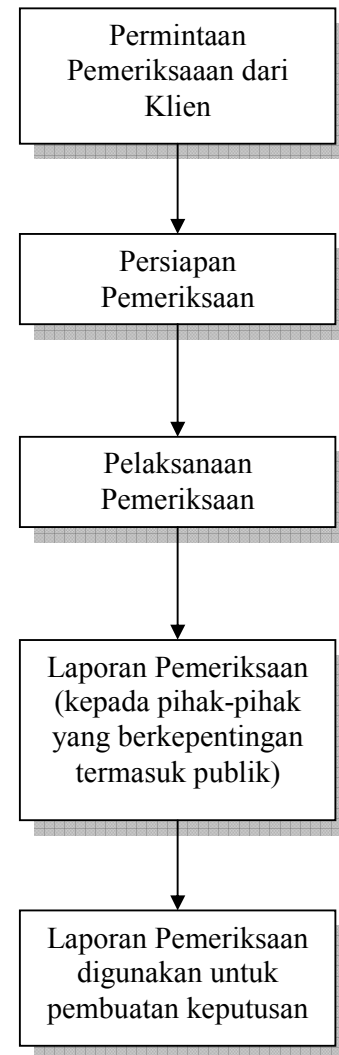 Permintaan
Pemeriksaaan dari
Klien
Persiapan
Pemeriksaan
Pelaksanaan
Pemeriksaan
Laporan Pemeriksaan
(kepada pihak-pihak
yang berkepentingan
termasuk publik)
Laporan Pemeriksaan
digunakan untuk
pembuatan keputusan